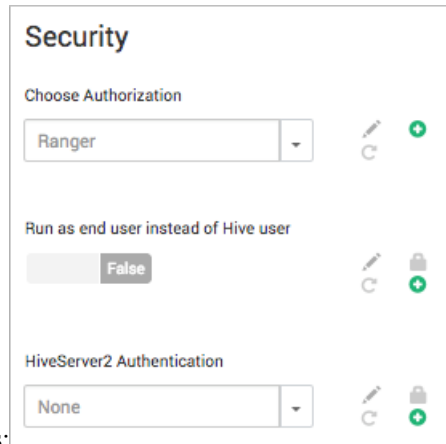 Security
Choose Authorization
Ranger
Run as end user instead of Hive user
False
HiveServer2 Authentication
None